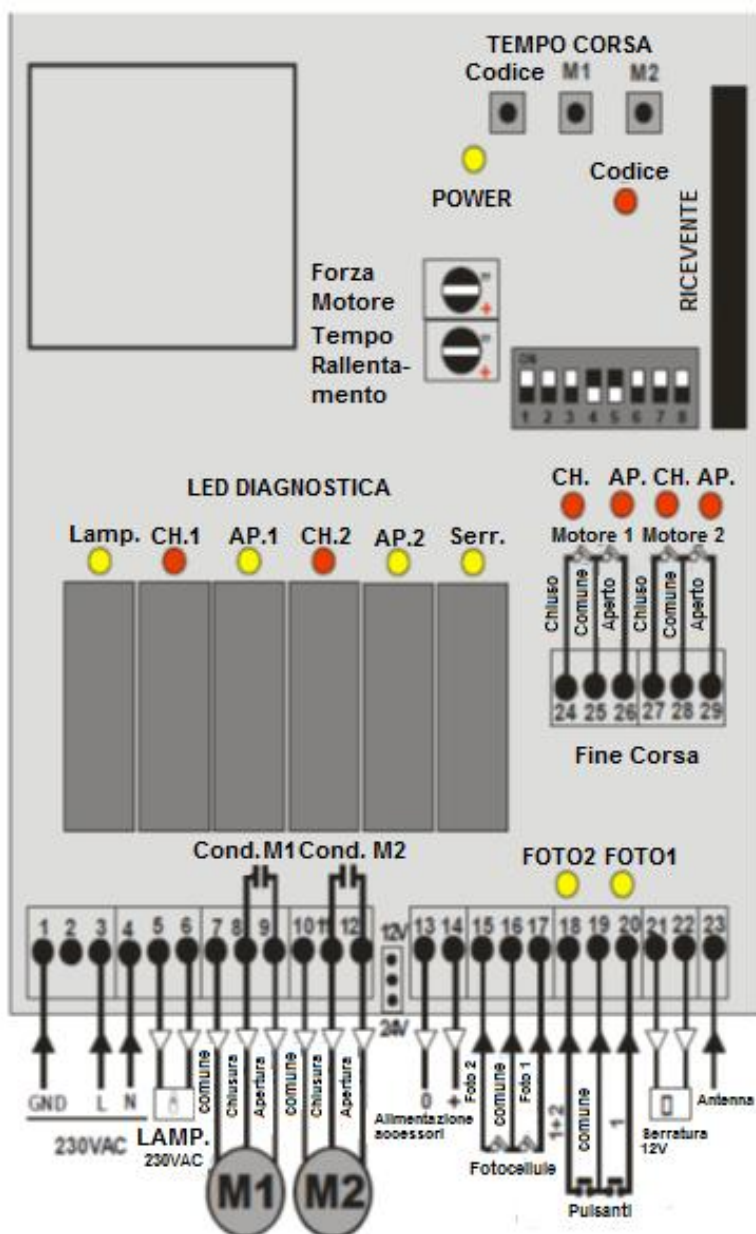 TEMPO CORSA
Codice M1 M2
POWER
Codice
RICEVENTE
Forza
Motore
Tempo
Rallenta-
mento
ON
1 2 3 4 5 6 7 8
LED DIAGNOSTICA
CH. AP. CH. AP.
Motore 1 Motore 2
Lamp. CH.1 AP.1 CH.2 AP.2 Serr.
Chiuso Comune Aperto Chiuso Comune Aperto
24 25 26 27 28 29
Fine Corsa
Cond. M1 Cond. M2
FOTO2 FOTO1
1 2 3 4 5 6 7 8 9 10 11 12 12V 13 14 15 16 17 18 19 20 21 22 23
24V
GND L N
230VAC
LAMP.
230VAC
comune Chiusura Apertura comune Chiusura Apertura
M1 M2
0 +
Alimentazione
accessori
Foto 2 comune Foto 1
Fotocellule
1+2 comune 1
Pulsanti
Serratura
12V
Antenna